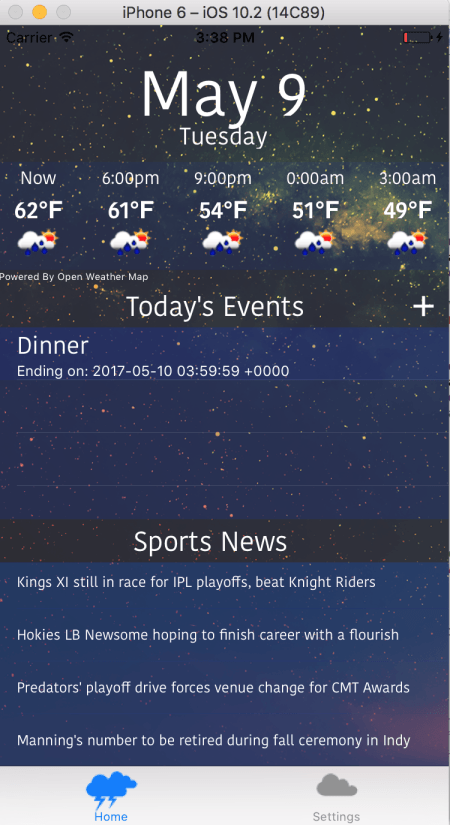 iPhone 6 – iOS 10.2 (14C89)
Carrier 3:38 PM
May 9
Tuesday
Now 6:00pm 9:00pm 0:00am 3:00am
62°F 61°F 54°F 51°F 49°F
Powered By Open Weather Map
Today's Events +
Dinner
Ending on: 2017-05-10 03:59:59 +0000
Sports News
Kings XI still in race for IPL playoffs, beat Knight Riders
Hokies LB Newsome hoping to finish career with a flourish
Predators' playoff drive forces venue change for CMT Awards
Manning's number to be retired during fall ceremony in Indy
Home Settings